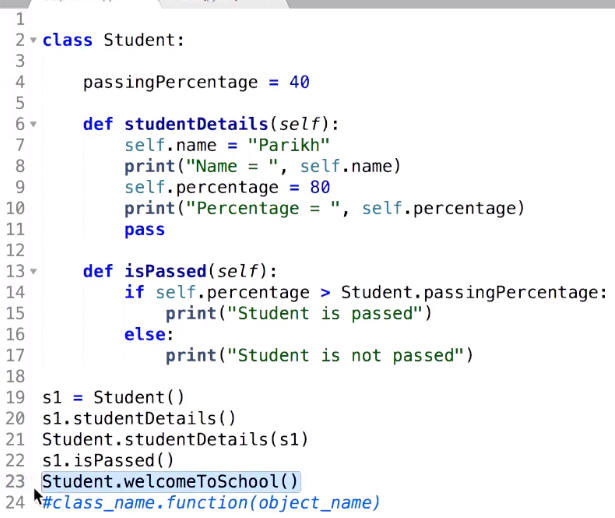 1
2 class Student:
3
4 passingPercentage = 40
5
6 def studentDetails(self):
7 self.name = "Parikh"
8 print("Name = ", self.name)
9 self.percentage = 80
10 print("Percentage = ", self.percentage)
11 pass
12
13 def isPassed(self):
14 if self.percentage > Student.passingPercentage:
15 print("Student is passed")
16 else:
17 print("Student is not passed")
18
19 s1 = Student()
20 s1.studentDetails()
21 Student.studentDetails(s1)
22 s1.isPassed()
23 Student.welcomeToSchool()
24 #class_name.function(object_name)